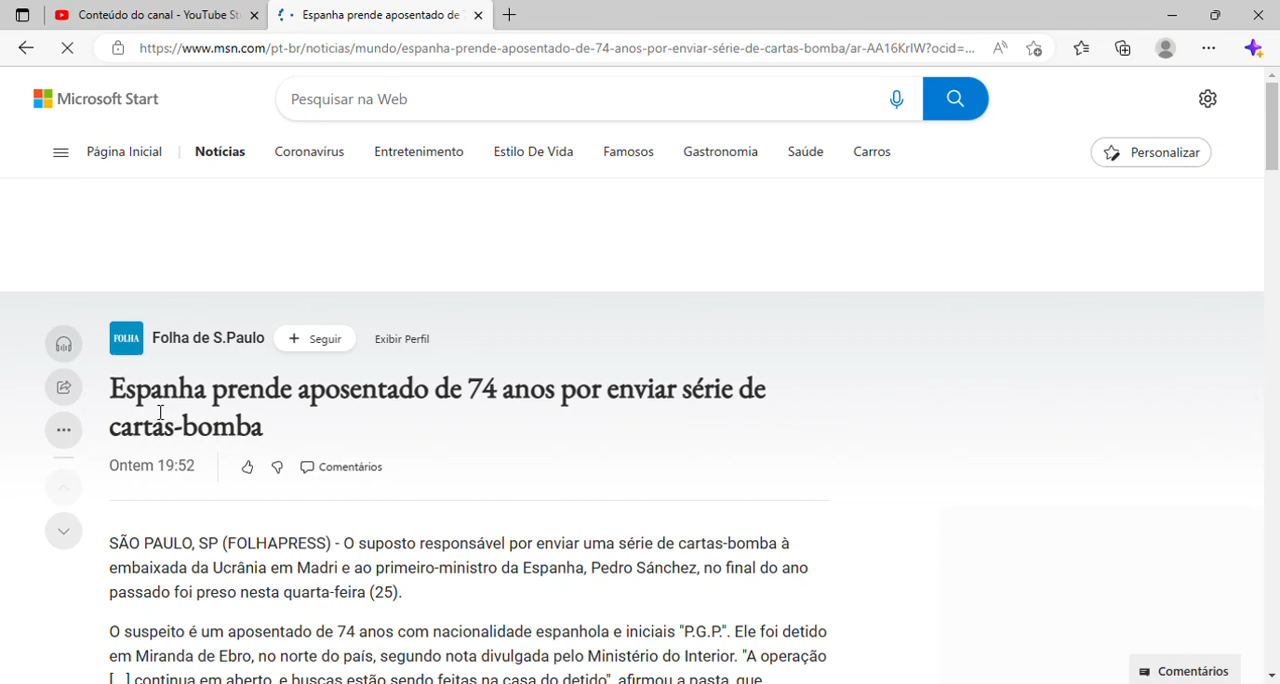 Conteúdo do canal - YouTube St
Espanha prende aposentado de
https://www.msn.com/pt-br/noticias/mundo/espanha-prende-aposentado-de-74-anos-por-enviar-série-de-cartas-bomba/ar-AA16KrIW?ocid=...
Microsoft Start
Pesquisar na Web
Página Inicial
Notícias
Coronavírus
Entretenimento
Estilo De Vida
Famosos
Gastronomia
Saúde
Carros
Personalizar
FOLHA
Folha de S.Paulo
+ Seguir
Exibir Perfil
Espanha prende aposentado de 74 anos por enviar série de
cartas-bomba
Ontem 19:52
Comentários
SÃO PAULO, SP (FOLHAPRESS) - O suposto responsável por enviar uma série de cartas-bomba à
embaixada da Ucrânia em Madri e ao primeiro-ministro da Espanha, Pedro Sánchez, no final do ano
passado foi preso nesta quarta-feira (25).
O suspeito é um aposentado de 74 anos com nacionalidade espanhola e iniciais "P.G.P.". Ele foi detido
em Miranda de Ebro, no norte do país, segundo nota divulgada pelo Ministério do Interior. "A operação
[...] continua em aberto, e buscas estão sendo feitas na casa do detido", afirmou a pasta, que
Comentários